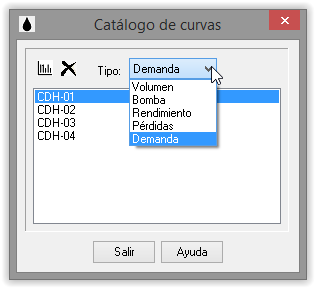 Catálogo de curvas
Tipo: Demanda
Volumen
Bomba
Rendimiento
Pérdidas
Demanda
CDH-01
CDH-02
CDH-03
CDH-04
Salir Ayuda